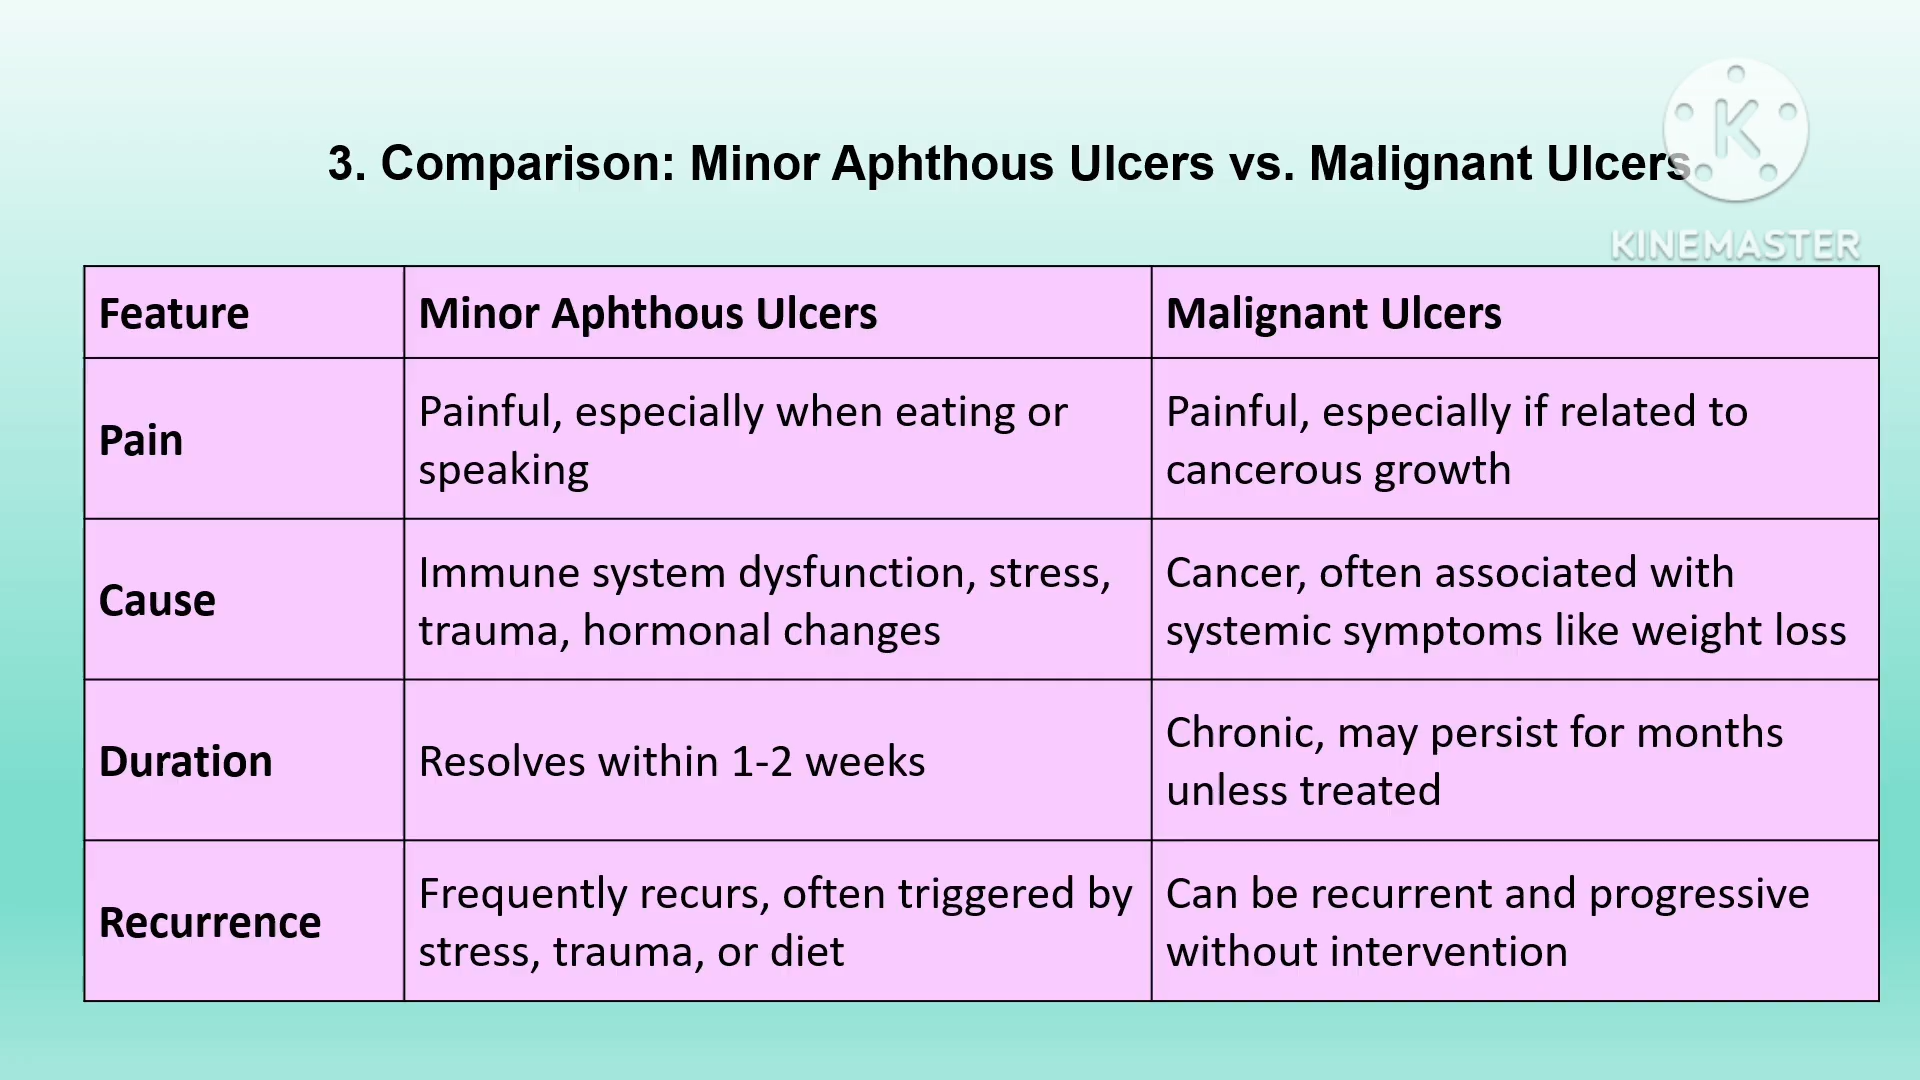 3. Comparison: Minor Aphthous Ulcers vs. Malignant Ulcers
K
KINEMASTER
Feature
Minor Aphthous Ulcers
Malignant Ulcers
Pain
Painful, especially when eating or
speaking
Painful, especially if related to
cancerous growth
Cause
Immune system dysfunction, stress,
trauma, hormonal changes
Cancer, often associated with
systemic symptoms like weight loss
Duration
Resolves within 1-2 weeks
Chronic, may persist for months
unless treated
Recurrence
Frequently recurs, often triggered by
stress, trauma, or diet
Can be recurrent and progressive
without intervention